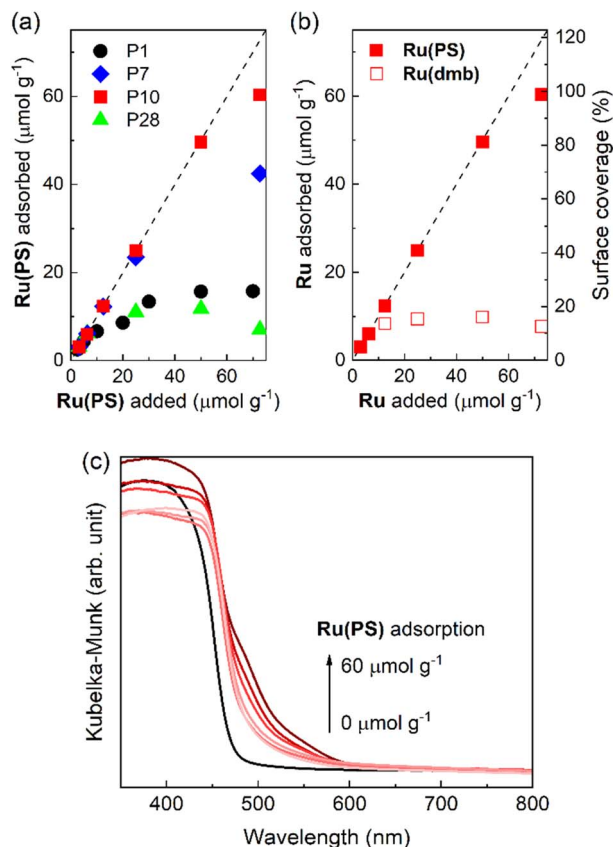 (a)
P1
P7
P10
P28
Ru(PS) adsorbed (μmol g⁻¹)
60
40
20
0
0 20 40 60
Ru(PS) added (μmol g⁻¹)
(b)
Ru(PS)
Ru(dmb)
Ru adsorbed (μmol g⁻¹)
60
40
20
0
0 20 40 60
Ru added (μmol g⁻¹)
120
100
80
60
40
20
0
Surface coverage (%)
(c)
Kubelka-Munk (arb. unit)
Ru(PS) adsorption
60 μmol g⁻¹
0 μmol g⁻¹
400 500 600 700 800
Wavelength (nm)